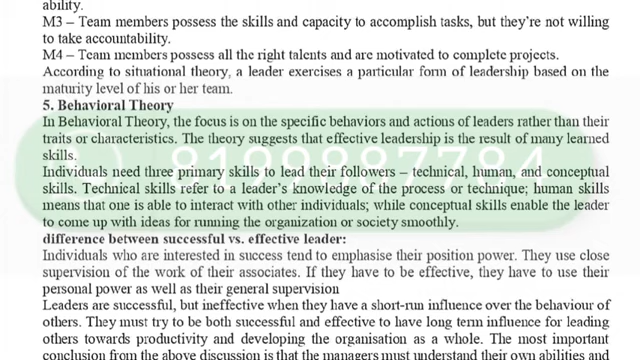 ability.
M3 – Team members possess the skills and capacity to accomplish tasks, but they're not willing
to take accountability.
M4 – Team members possess all the right talents and are motivated to complete projects.
According to situational theory, a leader exercises a particular form of leadership based on the
maturity level of his or her team.
5. Behavioral Theory
In Behavioral Theory, the focus is on the specific behaviors and actions of leaders rather than their
traits or characteristics. The theory suggests that effective leadership is the result of many learned
skills.
Individuals need three primary skills to lead their followers – technical, human, and conceptual
skills. Technical skills refer to a leader's knowledge of the process or technique; human skills
means that one is able to interact with other individuals; while conceptual skills enable the leader
to come up with ideas for running the organization or society smoothly.
8199887784
difference between successful vs. effective leader:
Individuals who are interested in success tend to emphasise their position power. They use close
supervision of the work of their associates. If they have to be effective, they have to use their
personal power as well as their general supervision
Leaders are successful, but ineffective when they have a short-run influence over the behaviour of
others. They must try to be both successful and effective to have long term influence for leading
others towards productivity and developing the organisation as a whole. The most important
conclusion from the above discussion is that the managers must understand their own abilities and